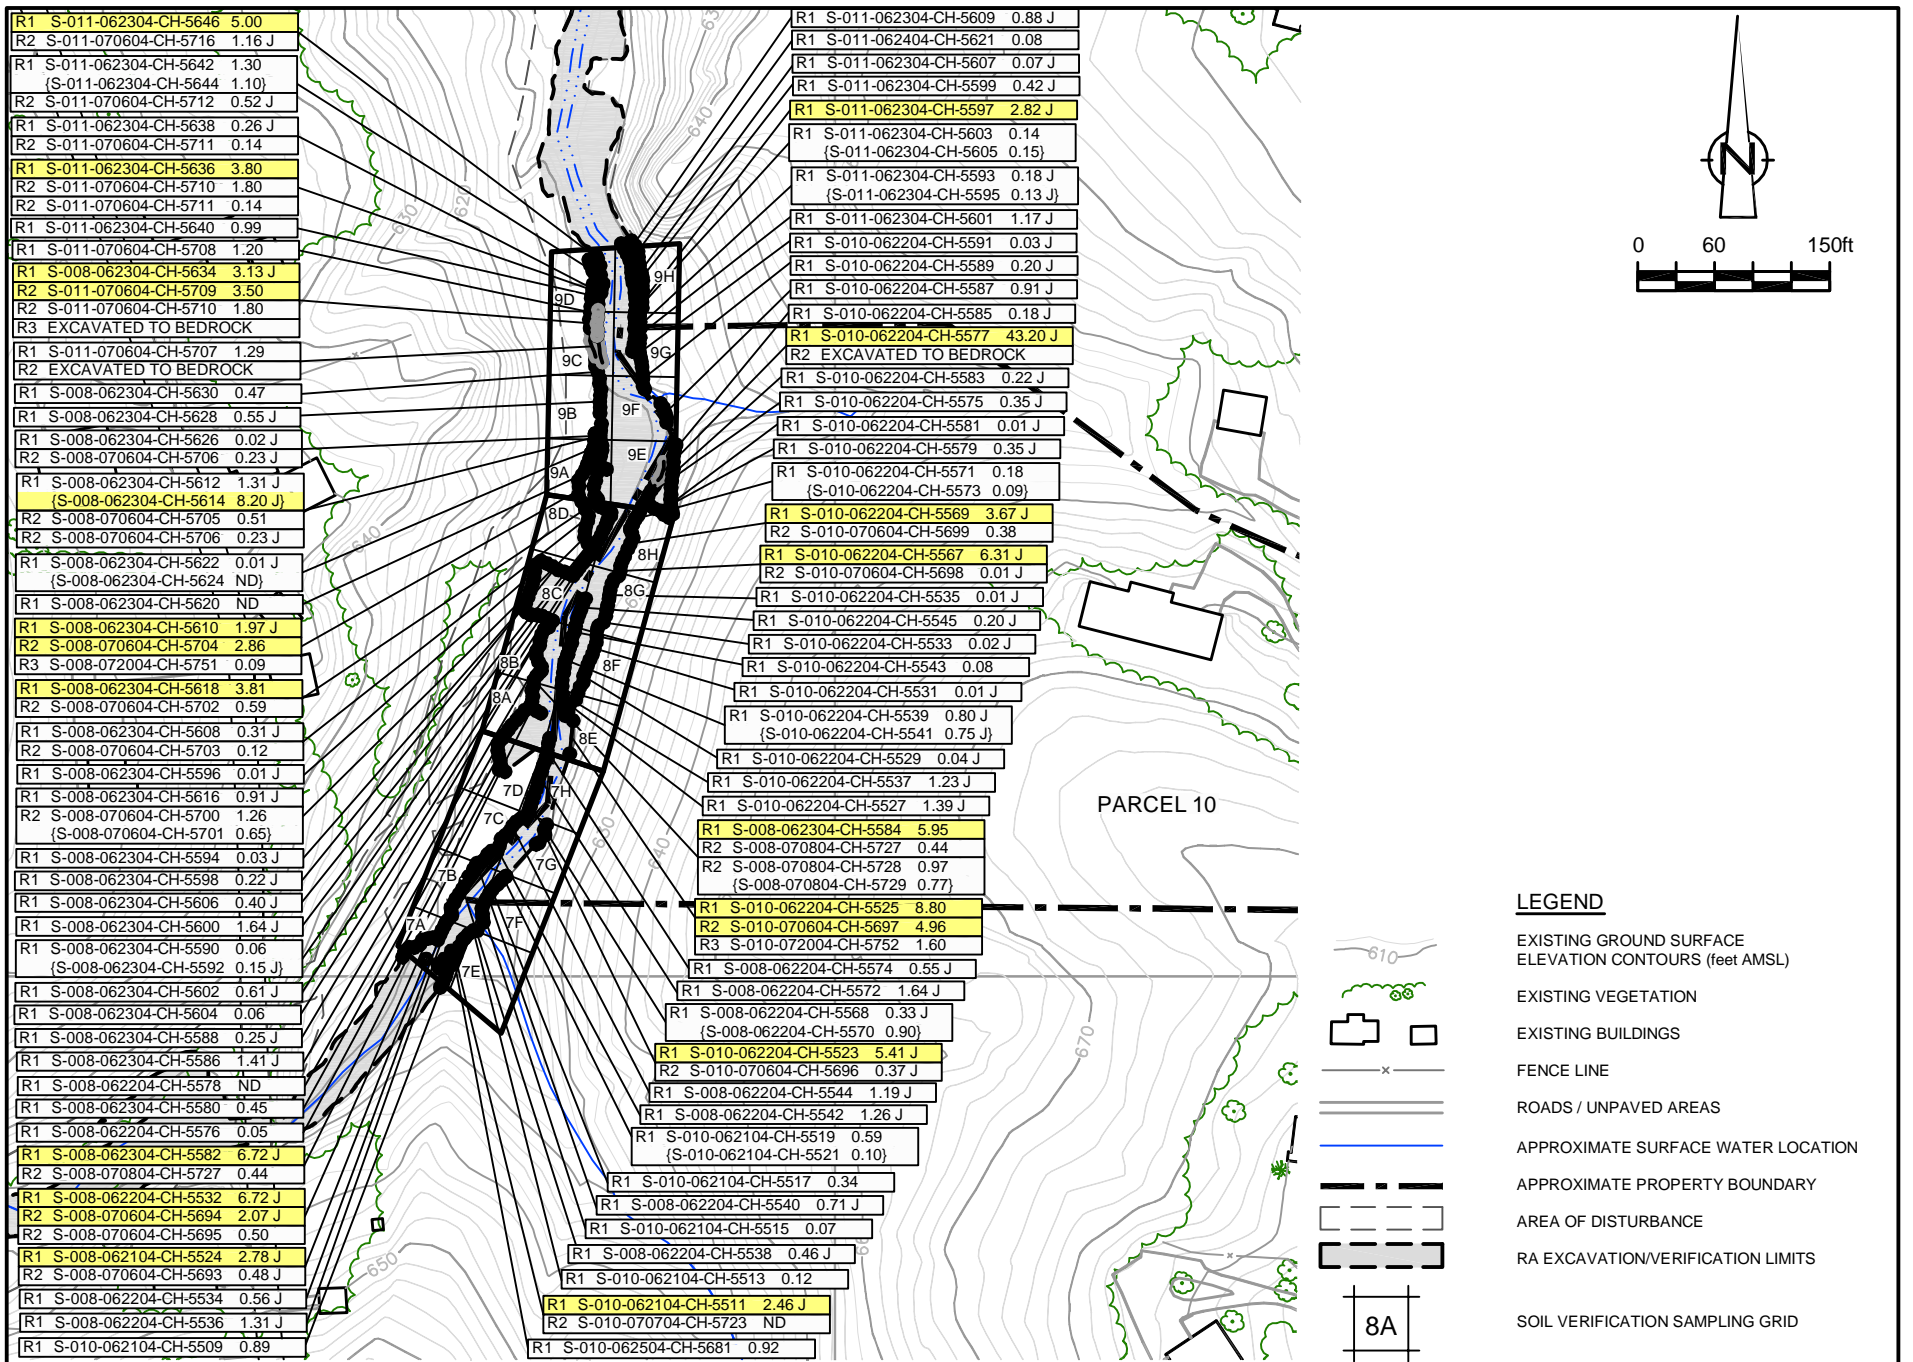 R1 S-011-062304-CH-5646 5.00
R2 S-011-070604-CH-5716 1.16 J
R1 S-011-062304-CH-5642 1.30
{S-011-062304-CH-5644 1.10}
R2 S-011-070604-CH-5712 0.52 J
R1 S-011-062304-CH-5638 0.26 J
R2 S-011-070604-CH-5711 0.14
R1 S-011-062304-CH-5636 3.80
R2 S-011-070604-CH-5710 1.80
R2 S-011-070604-CH-5711 0.14
R1 S-011-062304-CH-5640 0.99
R1 S-011-070604-CH-5708 1.20
R1 S-008-062304-CH-5634 3.13 J
R2 S-011-070604-CH-5709 3.50
R2 S-011-070604-CH-5710 1.80
R3 EXCAVATED TO BEDROCK
R1 S-011-070604-CH-5707 1.29
R2 EXCAVATED TO BEDROCK
R1 S-008-062304-CH-5630 0.47
R1 S-008-062304-CH-5628 0.55 J
R1 S-008-062304-CH-5626 0.02 J
R2 S-008-070604-CH-5706 0.23 J
R1 S-008-062304-CH-5612 1.31 J
{S-008-062304-CH-5614 8.20 J}
R2 S-008-070604-CH-5705 0.51
R2 S-008-070604-CH-5706 0.23 J
R1 S-008-062304-CH-5622 0.01 J
{S-008-062304-CH-5624 ND}
R1 S-008-062304-CH-5620 ND
R1 S-008-062304-CH-5610 1.97 J
R2 S-008-070604-CH-5704 2.86
R3 S-008-072004-CH-5751 0.09
R1 S-008-062304-CH-5618 3.81
R2 S-008-070604-CH-5702 0.59
R1 S-008-062304-CH-5608 0.31 J
R2 S-008-070604-CH-5703 0.12
R1 S-008-062304-CH-5596 0.01 J
R1 S-008-062304-CH-5616 0.91 J
R2 S-008-070604-CH-5700 1.26
{S-008-070604-CH-5701 0.65}
R1 S-008-062304-CH-5594 0.03 J
R1 S-008-062304-CH-5598 0.22 J
R1 S-008-062304-CH-5606 0.40 J
R1 S-008-062304-CH-5600 1.64 J
R1 S-008-062304-CH-5590 0.06
{S-008-062304-CH-5592 0.15 J}
R1 S-008-062304-CH-5602 0.61 J
R1 S-008-062304-CH-5604 0.06
R1 S-008-062304-CH-5588 0.25 J
R1 S-008-062304-CH-5586 1.41 J
R1 S-008-062204-CH-5578 ND
R1 S-008-062304-CH-5580 0.45
R1 S-008-062204-CH-5576 0.05
R1 S-008-062304-CH-5582 6.72 J
R2 S-008-070804-CH-5727 0.44
R1 S-008-062204-CH-5532 6.72 J
R2 S-008-070604-CH-5694 2.07 J
R2 S-008-070604-CH-5695 0.50
R1 S-008-062104-CH-5524 2.78 J
R2 S-008-070604-CH-5693 0.48 J
R1 S-008-062204-CH-5534 0.56 J
R1 S-008-062204-CH-5536 1.31 J
R1 S-010-062104-CH-5509 0.89
R1 S-011-062304-CH-5609 0.88 J
R1 S-011-062404-CH-5621 0.08
R1 S-011-062304-CH-5607 0.07 J
R1 S-011-062304-CH-5599 0.42 J
R1 S-011-062304-CH-5597 2.82 J
R1 S-011-062304-CH-5603 0.14
{S-011-062304-CH-5605 0.15}
R1 S-011-062304-CH-5593 0.18 J
{S-011-062304-CH-5595 0.13 J}
R1 S-011-062304-CH-5601 1.17 J
R1 S-010-062204-CH-5591 0.03 J
R1 S-010-062204-CH-5589 0.20 J
R1 S-010-062204-CH-5587 0.91 J
R1 S-010-062204-CH-5585 0.18 J
R1 S-010-062204-CH-5577 43.20 J
R2 EXCAVATED TO BEDROCK
R1 S-010-062204-CH-5583 0.22 J
R1 S-010-062204-CH-5575 0.35 J
R1 S-010-062204-CH-5581 0.01 J
R1 S-010-062204-CH-5579 0.35 J
R1 S-010-062204-CH-5571 0.18
{S-010-062204-CH-5573 0.09}
R1 S-010-062204-CH-5569 3.67 J
R2 S-010-070604-CH-5699 0.38
R1 S-010-062204-CH-5567 6.31 J
R2 S-010-070604-CH-5698 0.01 J
R1 S-010-062204-CH-5535 0.01 J
R1 S-010-062204-CH-5545 0.20 J
R1 S-010-062204-CH-5533 0.02 J
R1 S-010-062204-CH-5543 0.08
R1 S-010-062204-CH-5531 0.01 J
R1 S-010-062204-CH-5539 0.80 J
{S-010-062204-CH-5541 0.75 J}
R1 S-010-062204-CH-5529 0.04 J
R1 S-010-062204-CH-5537 1.23 J
R1 S-010-062204-CH-5527 1.39 J
R1 S-008-062304-CH-5584 5.95
R2 S-008-070804-CH-5727 0.44
R2 S-008-070804-CH-5728 0.97
{S-008-070804-CH-5729 0.77}
R1 S-010-062204-CH-5525 8.80
R2 S-010-070604-CH-5697 4.96
R3 S-010-072004-CH-5752 1.60
R1 S-008-062204-CH-5574 0.55 J
R1 S-008-062204-CH-5572 1.64 J
R1 S-008-062204-CH-5568 0.33 J
{S-008-062204-CH-5570 0.90}
R1 S-010-062204-CH-5523 5.41 J
R2 S-010-070604-CH-5696 0.37 J
R1 S-008-062204-CH-5544 1.19 J
R1 S-008-062204-CH-5542 1.26 J
R1 S-010-062104-CH-5519 0.59
{S-010-062104-CH-5521 0.10}
R1 S-010-062104-CH-5517 0.34
R1 S-008-062204-CH-5540 0.71 J
R1 S-010-062104-CH-5515 0.07
R1 S-008-062204-CH-5538 0.46 J
R1 S-010-062104-CH-5513 0.12
R1 S-010-062104-CH-5511 2.46 J
R2 S-010-070704-CH-5723 ND
R1 S-010-062504-CH-5681 0.92
9H
9D
9G
9C
9F
9B
9E
9A
8D
8H
8C
8G
8B
8F
8A
8E
7D
7H
7C
7G
7B
7F
7A
7E
620
630
640
640
650
640
670
650
PARCEL 10
N
0 60 150ft
LEGEND
610
EXISTING GROUND SURFACE
ELEVATION CONTOURS (feet AMSL)
EXISTING VEGETATION
EXISTING BUILDINGS
FENCE LINE
ROADS / UNPAVED AREAS
APPROXIMATE SURFACE WATER LOCATION
APPROXIMATE PROPERTY BOUNDARY
AREA OF DISTURBANCE
RA EXCAVATION/VERIFICATION LIMITS
8A
SOIL VERIFICATION SAMPLING GRID